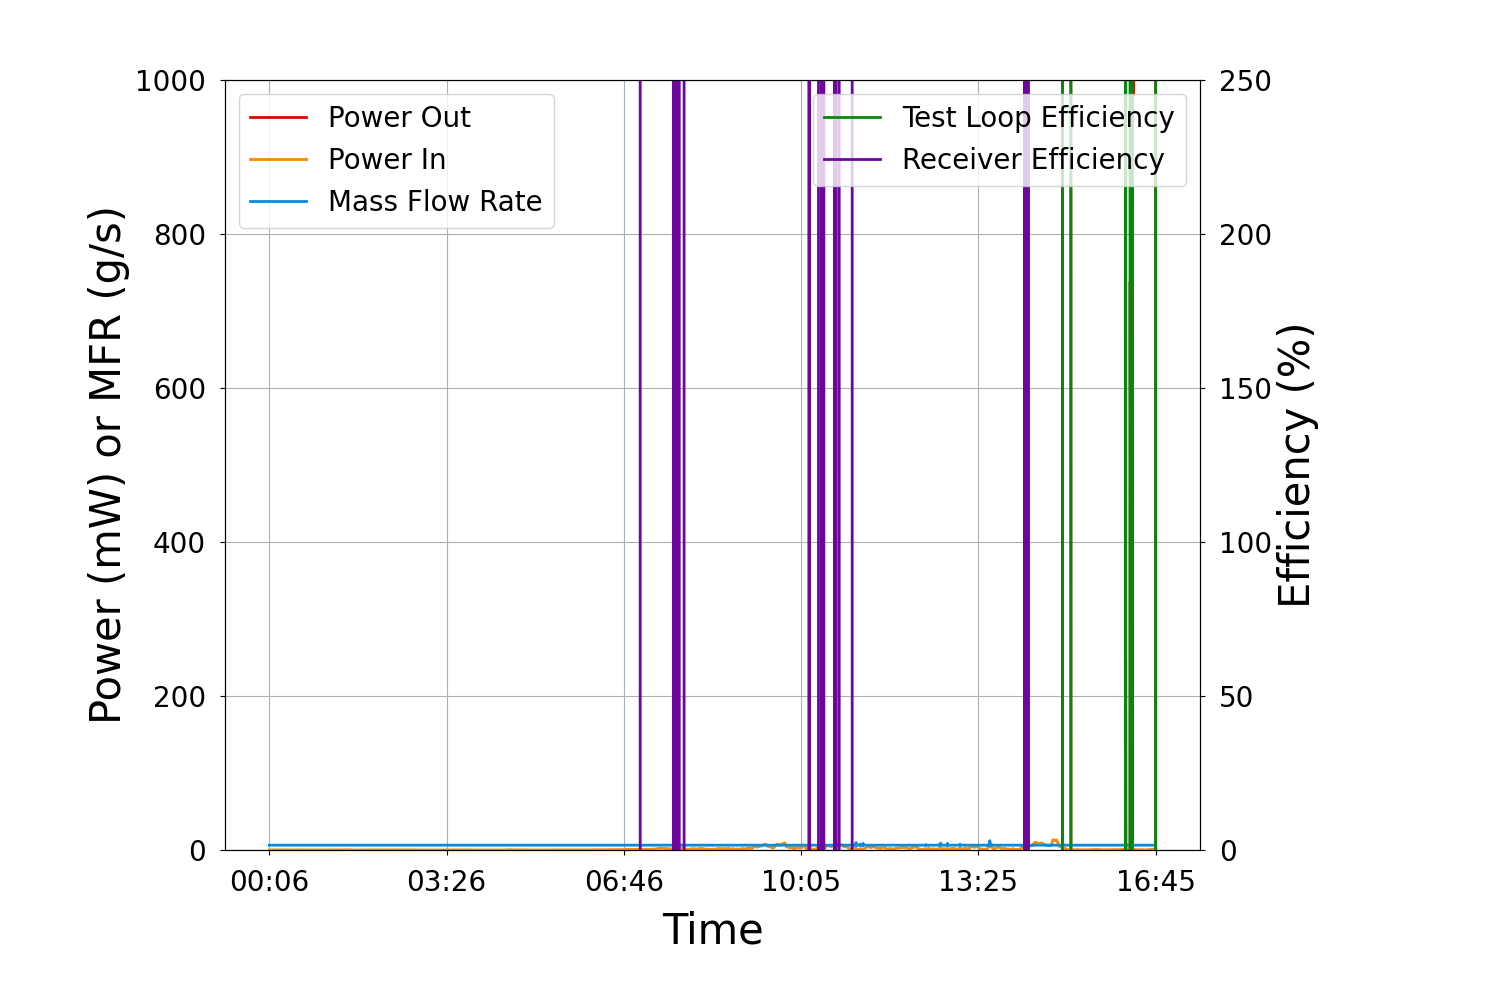 1000
800
600
400
200
0
Power (mW) or MFR (g/s)
Power Out
Power In
Mass Flow Rate
Test Loop Efficiency
Receiver Efficiency
250
200
150
100
50
0
Efficiency (%)
00:06 03:26 06:46 10:05 13:25 16:45
Time